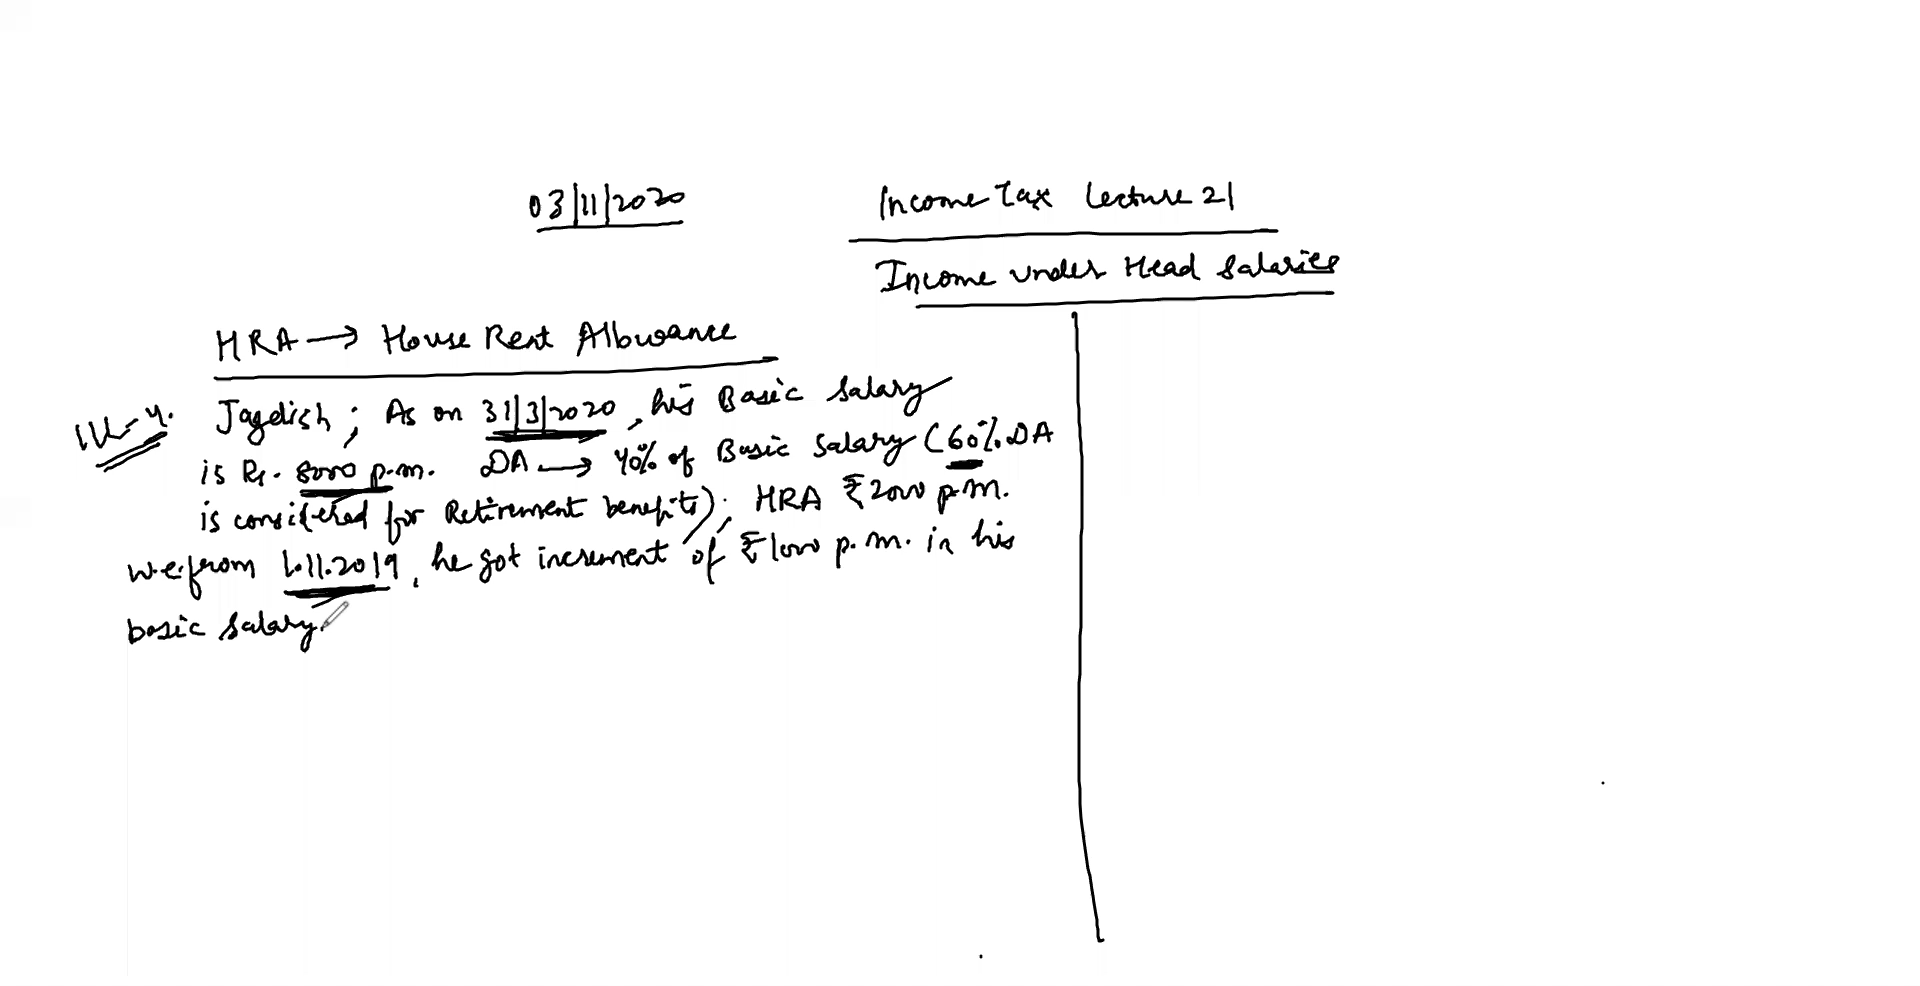 03/11/2020
Income Tax Lecture 21
Income under Head Salaries
HRA → House Rent Allowance
Ill-4. Jagdish; As on 31/3/2020, his Basic Salary
is Rs. 8000 p.m. DA → 40% of Basic Salary (60% DA
is considered for Retirement benefits). HRA ₹2000 p.m.
w.e.from 1.11.2019, he got increment of ₹1000 p.m. in his
basic salary.